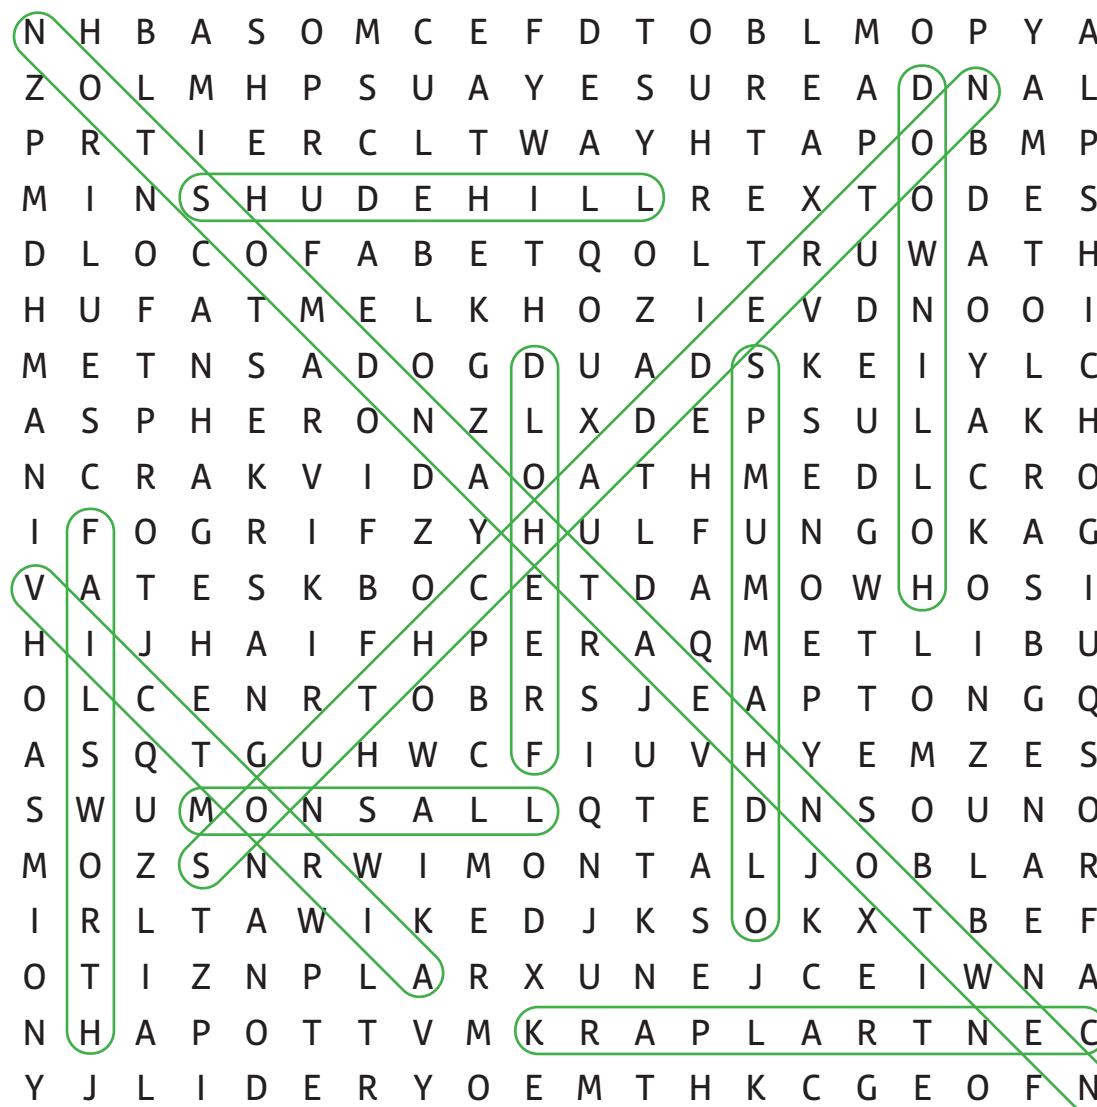 N H B A S O M C E F D T O B L M O P Y A
Z O L M H P S U A Y E S U R E A D N A L
P R T I E R C L T W A Y H T A P O B M P
M I N S H U D E H I L L R E X T O D E S
D L O C O F A B E T Q O L T R U W A T H
H U F A T M E L K H O Z I E V D N O O I
M E T N S A D O G D U A D S K E I Y L C
A S P H E R O N Z L X D E P S U L A K H
N C R A K V I D A O A T H M E D L C R O
I F O G R I F Z Y H U L F U N G O K A G
V A T E S K B O C E T D A M O W H O S I
H I J H A I F H P E R A Q M E T L I B U
O L C E N R T O B R S J E A P T O N G Q
A S Q T G U H W C F I U V H Y E M Z E S
S W U M O N S A L L Q T E D N S O U N O
M O Z S N R W I M O N T A L J O B L A R
I R L T A W I K E D J K S O K X T B E F
O T I Z N P L A R X U N E J C E I W N A
N H A P O T T V M K R A P L A R T N E C
Y J L I D E R Y O E M T H K C G E O F N